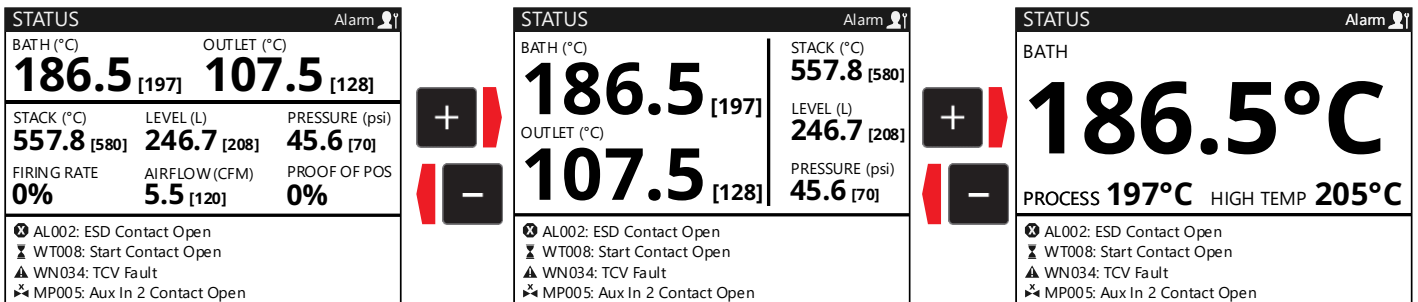 STATUS Alarm
BATH (°C) OUTLET (°C)
186.5 [197] 107.5 [128]
STACK (°C) LEVEL (L) PRESSURE (psi)
557.8 [580] 246.7 [208] 45.6 [70]
FIRING RATE AIRFLOW (CFM) PROOF OF POS
0% 5.5 [120] 0%
AL002: ESD Contact Open
WT008: Start Contact Open
WN034: TCV Fault
MP005: Aux In 2 Contact Open
+
−
STATUS Alarm
BATH (°C)
186.5 [197]
OUTLET (°C)
107.5 [128]
STACK (°C)
557.8 [580]
LEVEL (L)
246.7 [208]
PRESSURE (psi)
45.6 [70]
AL002: ESD Contact Open
WT008: Start Contact Open
WN034: TCV Fault
MP005: Aux In 2 Contact Open
+
−
STATUS Alarm
BATH
186.5°C
PROCESS 197°C HIGH TEMP 205°C
AL002: ESD Contact Open
WT008: Start Contact Open
WN034: TCV Fault
MP005: Aux In 2 Contact Open